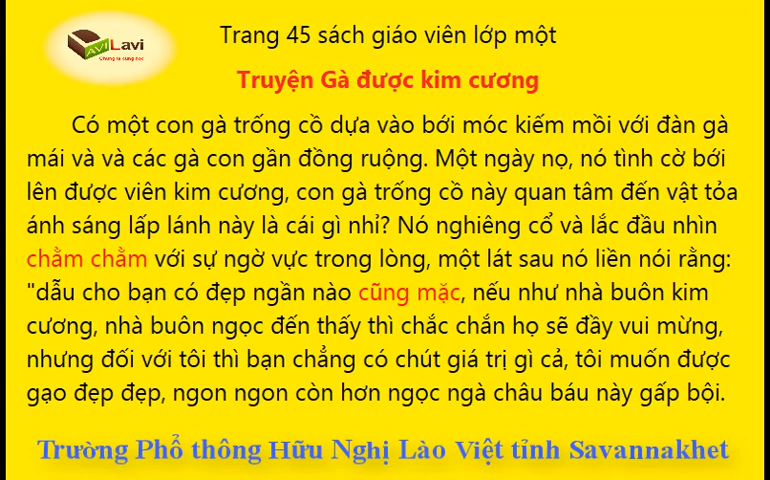 AVI Lavi
Chúng ta cùng học
Trang 45 sách giáo viên lớp một
Truyện Gà được kim cương
Có một con gà trống cồ dựa vào bới móc kiếm mồi với đàn gà
mái và và các gà con gần đồng ruộng. Một ngày nọ, nó tình cờ bới
lên được viên kim cương, con gà trống cồ này quan tâm đến vật tỏa
ánh sáng lấp lánh này là cái gì nhỉ? Nó nghiêng cổ và lắc đầu nhìn
chằm chằm với sự ngờ vực trong lòng, một lát sau nó liền nói rằng:
"dẫu cho bạn có đẹp ngần nào cũng mặc, nếu như nhà buôn kim
cương, nhà buôn ngọc đến thấy thì chắc chắn họ sẽ đầy vui mừng,
nhưng đối với tôi thì bạn chẳng có chút giá trị gì cả, tôi muốn được
gạo đẹp đẹp, ngon ngon còn hơn ngọc ngà châu báu này gấp bội.
Trường Phổ thông Hữu Nghị Lào Việt tỉnh Savannakhet